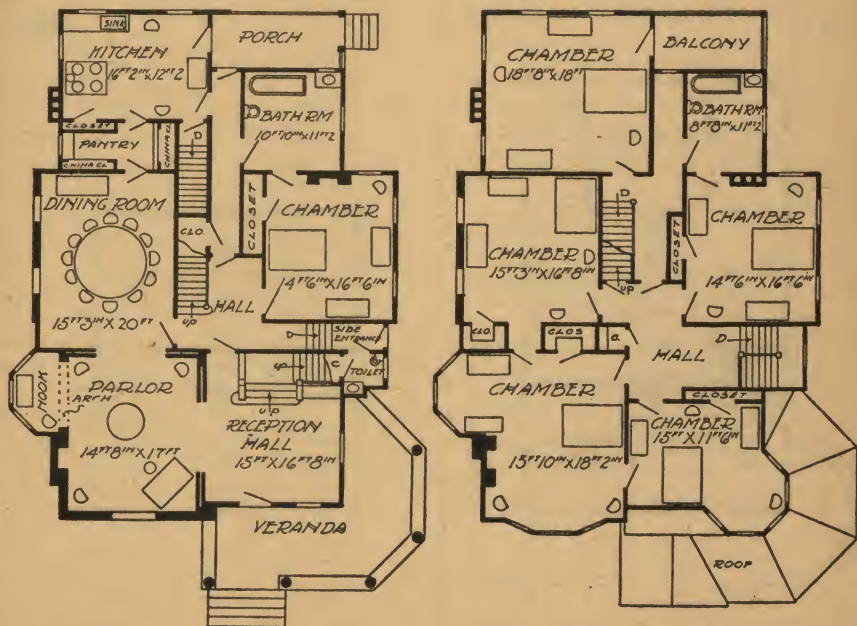 SINK
KITCHEN
16FT 2IN X 12FT 2
PORCH
BATH RM
10FT 10IN X 11FT 2
CLOSET
PANTRY
CHINA CL
CHINA CL
D
DINING ROOM
15FT 3IN X 20FT
CLO.
CLOSET
CHAMBER
14FT 6IN X 16FT 6IN
UP
HALL
D
SIDE
ENTRANCE
UP
C
TOILET
UP
NOOK
ARCH
PARLOR
14FT 8IN X 17FT
RECEPTION
HALL
15FT X 16FT 8IN
VERANDA
CHAMBER
18FT 8IN X 18FT
BALCONY
BATH RM
8FT 8IN X 11FT 2
CHAMBER
15FT 3IN X 16FT 8IN
D
UP
CLOSET
CHAMBER
14FT 6IN X 16FT 6IN
CLO.
CLOS
C.
HALL
D
CHAMBER
15FT 10IN X 18FT 2IN
CLOSET
CHAMBER
15FT X 11FT 6IN
ROOF